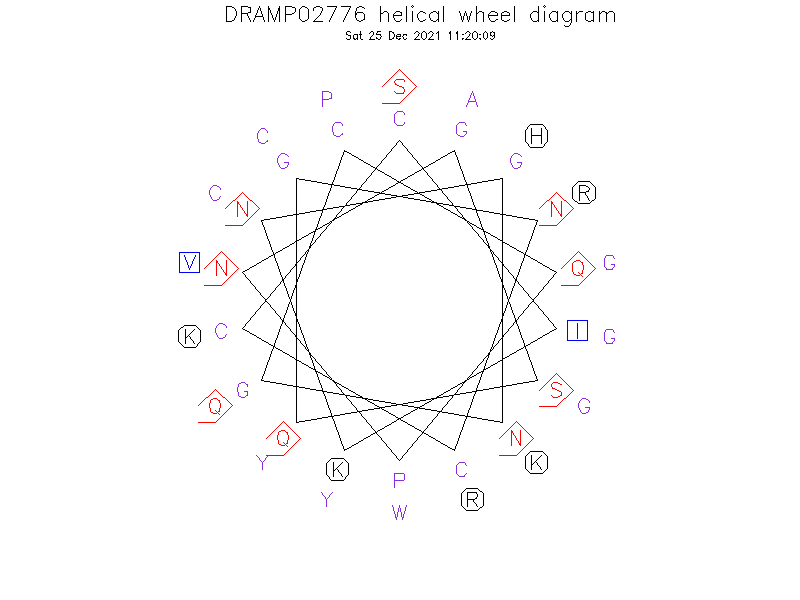 DRAMP02776 helical wheel diagram
Sat 25 Dec 2021 11:20:09
S
P A
C
C G H
C
G G
C R
N N
V G
N Q
K C I G
G S
Q G
Q N
Y K
K C
P
Y R
W